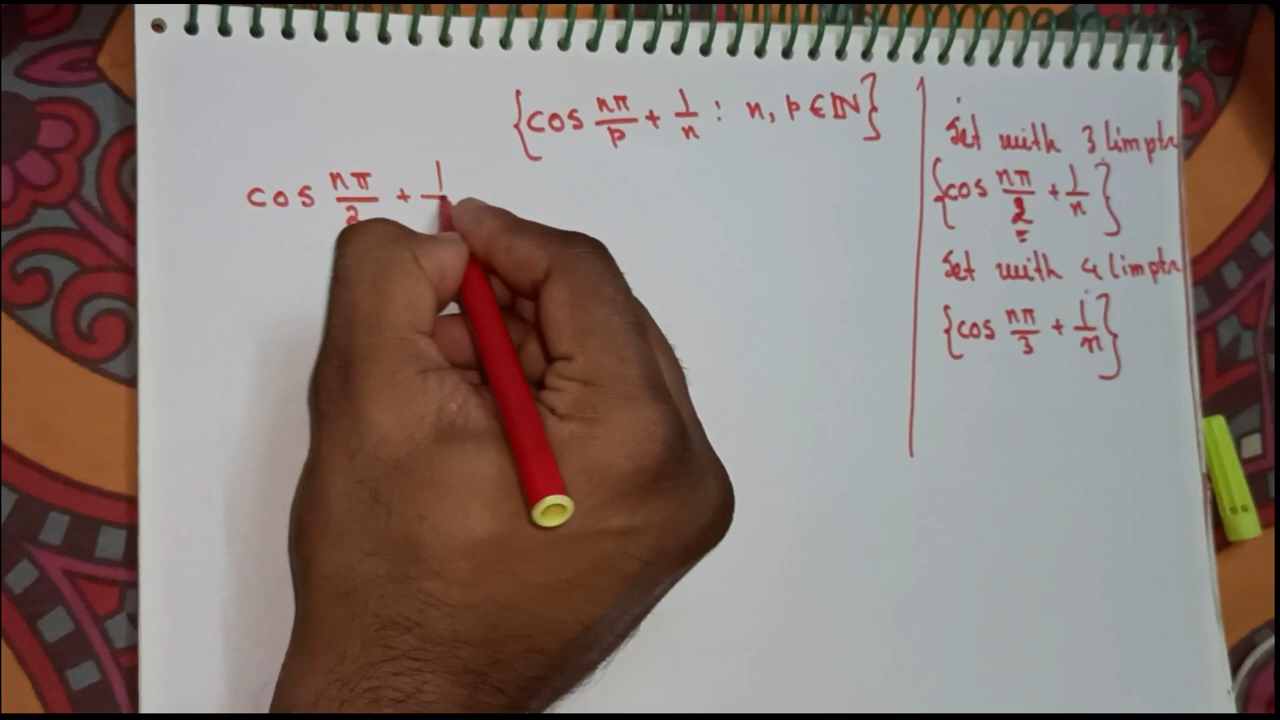 {cos nπ/p + 1/n : n, p ∈ ℕ}
cos nπ/2 + 1
Set with 3 limpts
{cos nπ/2 + 1/n}
Set with 4 limpts
{cos nπ/3 + 1/n}